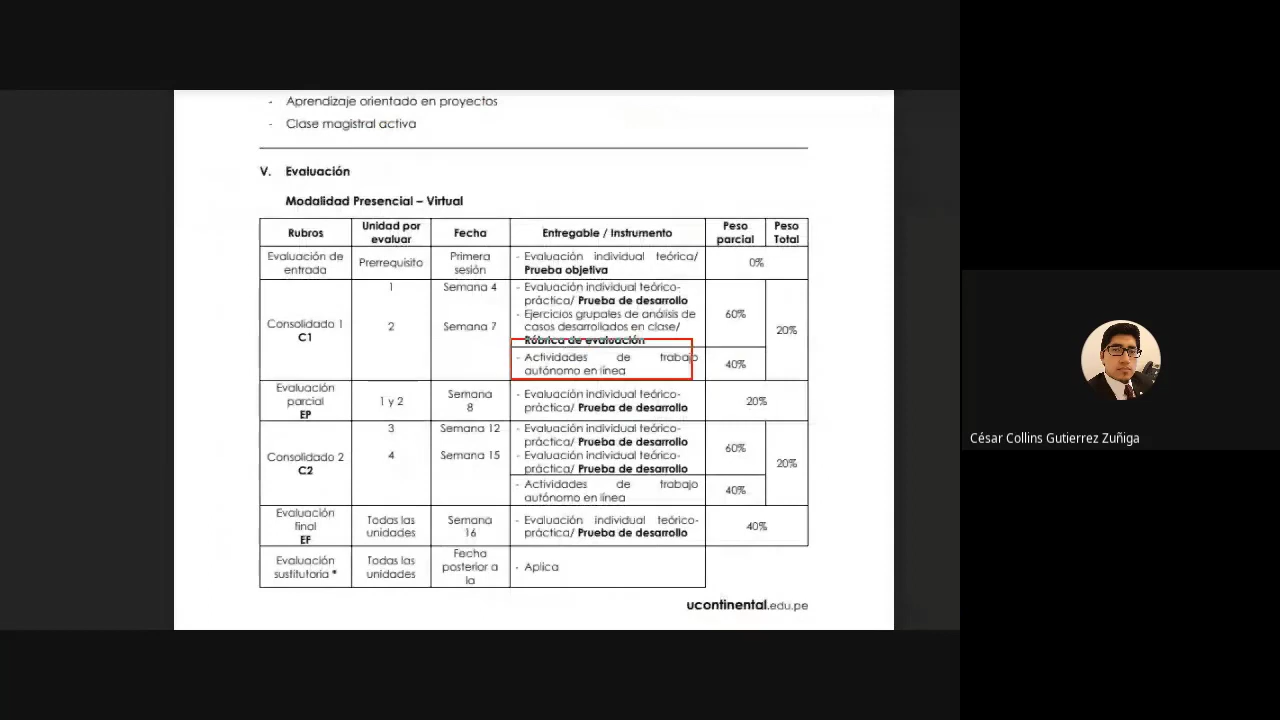 - Aprendizaje orientado en proyectos
- Clase magistral activa
V. Evaluación
Modalidad Presencial – Virtual
Rubros
Unidad por
evaluar
Fecha
Entregable / Instrumento
Peso
parcial
Peso
Total
Evaluación de
entrada
Prerrequisito
Primera
sesión
- Evaluación individual teórica/
Prueba objetiva
0%
Consolidado 1
C1
1
Semana 4
- Evaluación individual teórico-
práctica/ Prueba de desarrollo
2
Semana 7
- Ejercicios grupales de análisis de
casos desarrollados en clase/
Rúbrica de evaluación
60%
20%
- Actividades de trabajo
autónomo en línea
40%
Evaluación
parcial
EP
1 y 2
Semana
8
- Evaluación individual teórico-
práctica/ Prueba de desarrollo
20%
Consolidado 2
C2
3
Semana 12
- Evaluación individual teórico-
práctica/ Prueba de desarrollo
4
Semana 15
- Evaluación individual teórico-
práctica/ Prueba de desarrollo
60%
20%
- Actividades de trabajo
autónomo en línea
40%
Evaluación
final
EF
Todas las
unidades
Semana
16
- Evaluación individual teórico-
práctica/ Prueba de desarrollo
40%
Evaluación
sustitutoria *
Todas las
unidades
Fecha
posterior a
la
- Aplica
ucontinental.edu.pe
César Collins Gutierrez Zuñiga